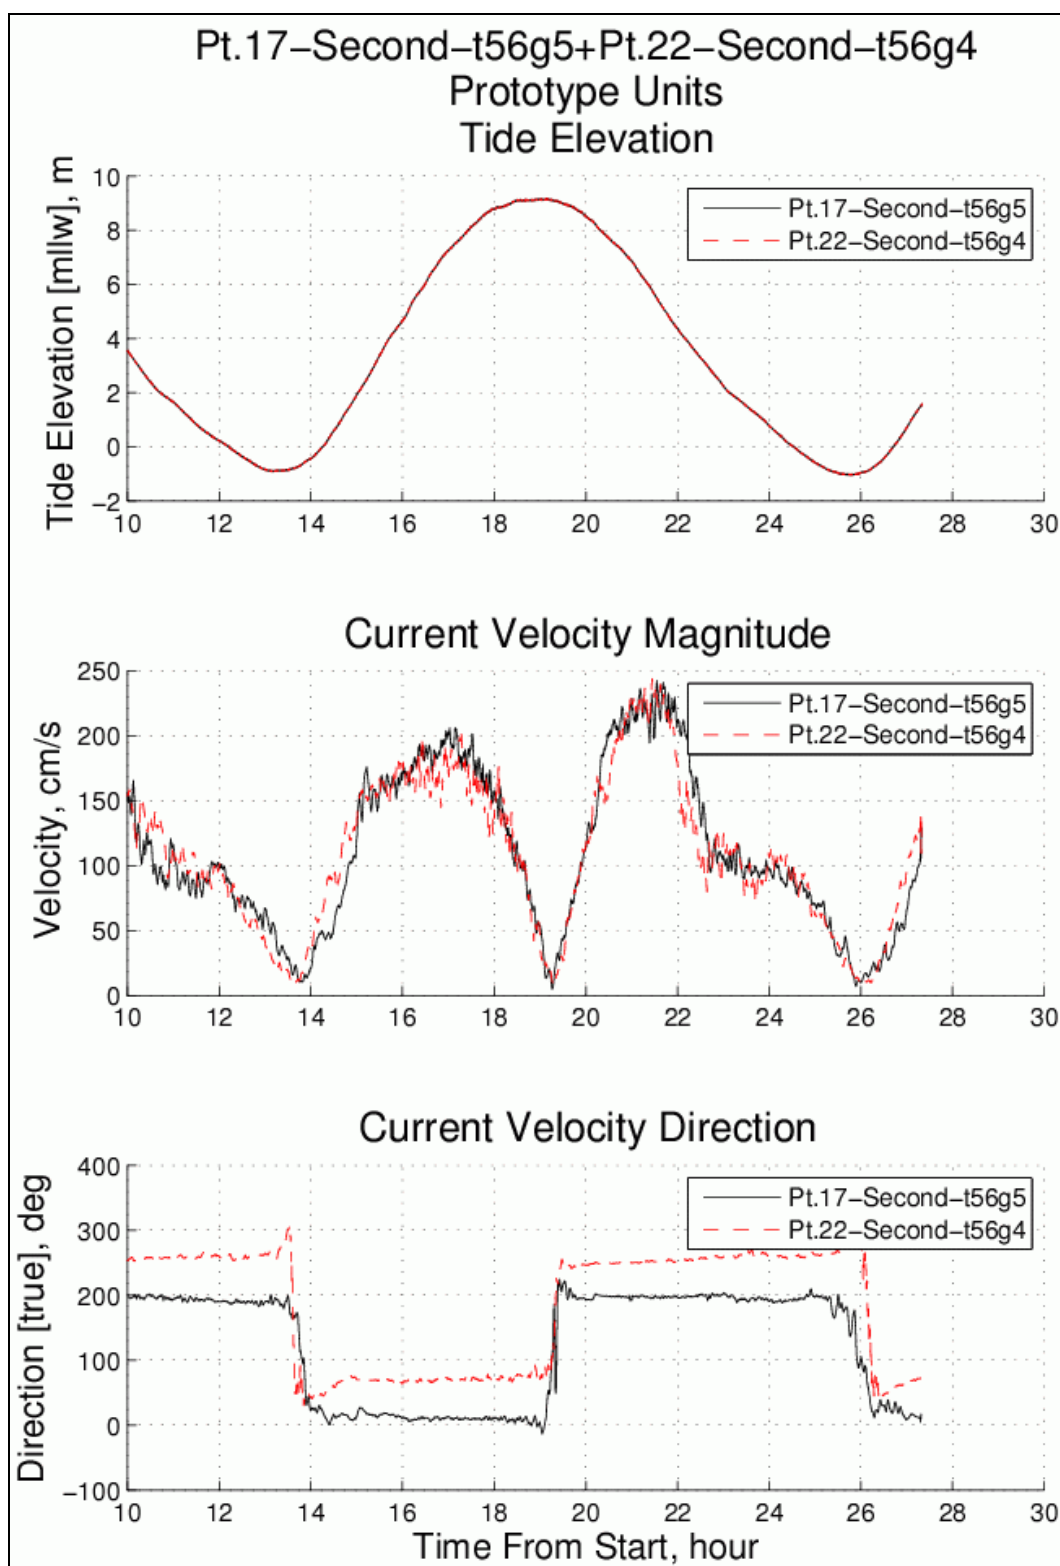 Pt.17−Second−t56g5+Pt.22−Second−t56g4
Prototype Units
Tide Elevation
Tide Elevation [mllw], m
10
8
6
4
2
0
−2
Pt.17−Second−t56g5
Pt.22−Second−t56g4
10 12 14 16 18 20 22 24 26 28 30
Current Velocity Magnitude
Velocity, cm/s
250
200
150
100
50
0
Pt.17−Second−t56g5
Pt.22−Second−t56g4
10 12 14 16 18 20 22 24 26 28 30
Current Velocity Direction
Direction [true], deg
400
300
200
100
0
−100
Pt.17−Second−t56g5
Pt.22−Second−t56g4
10 12 14 16 18 20 22 24 26 28 30
Time From Start, hour